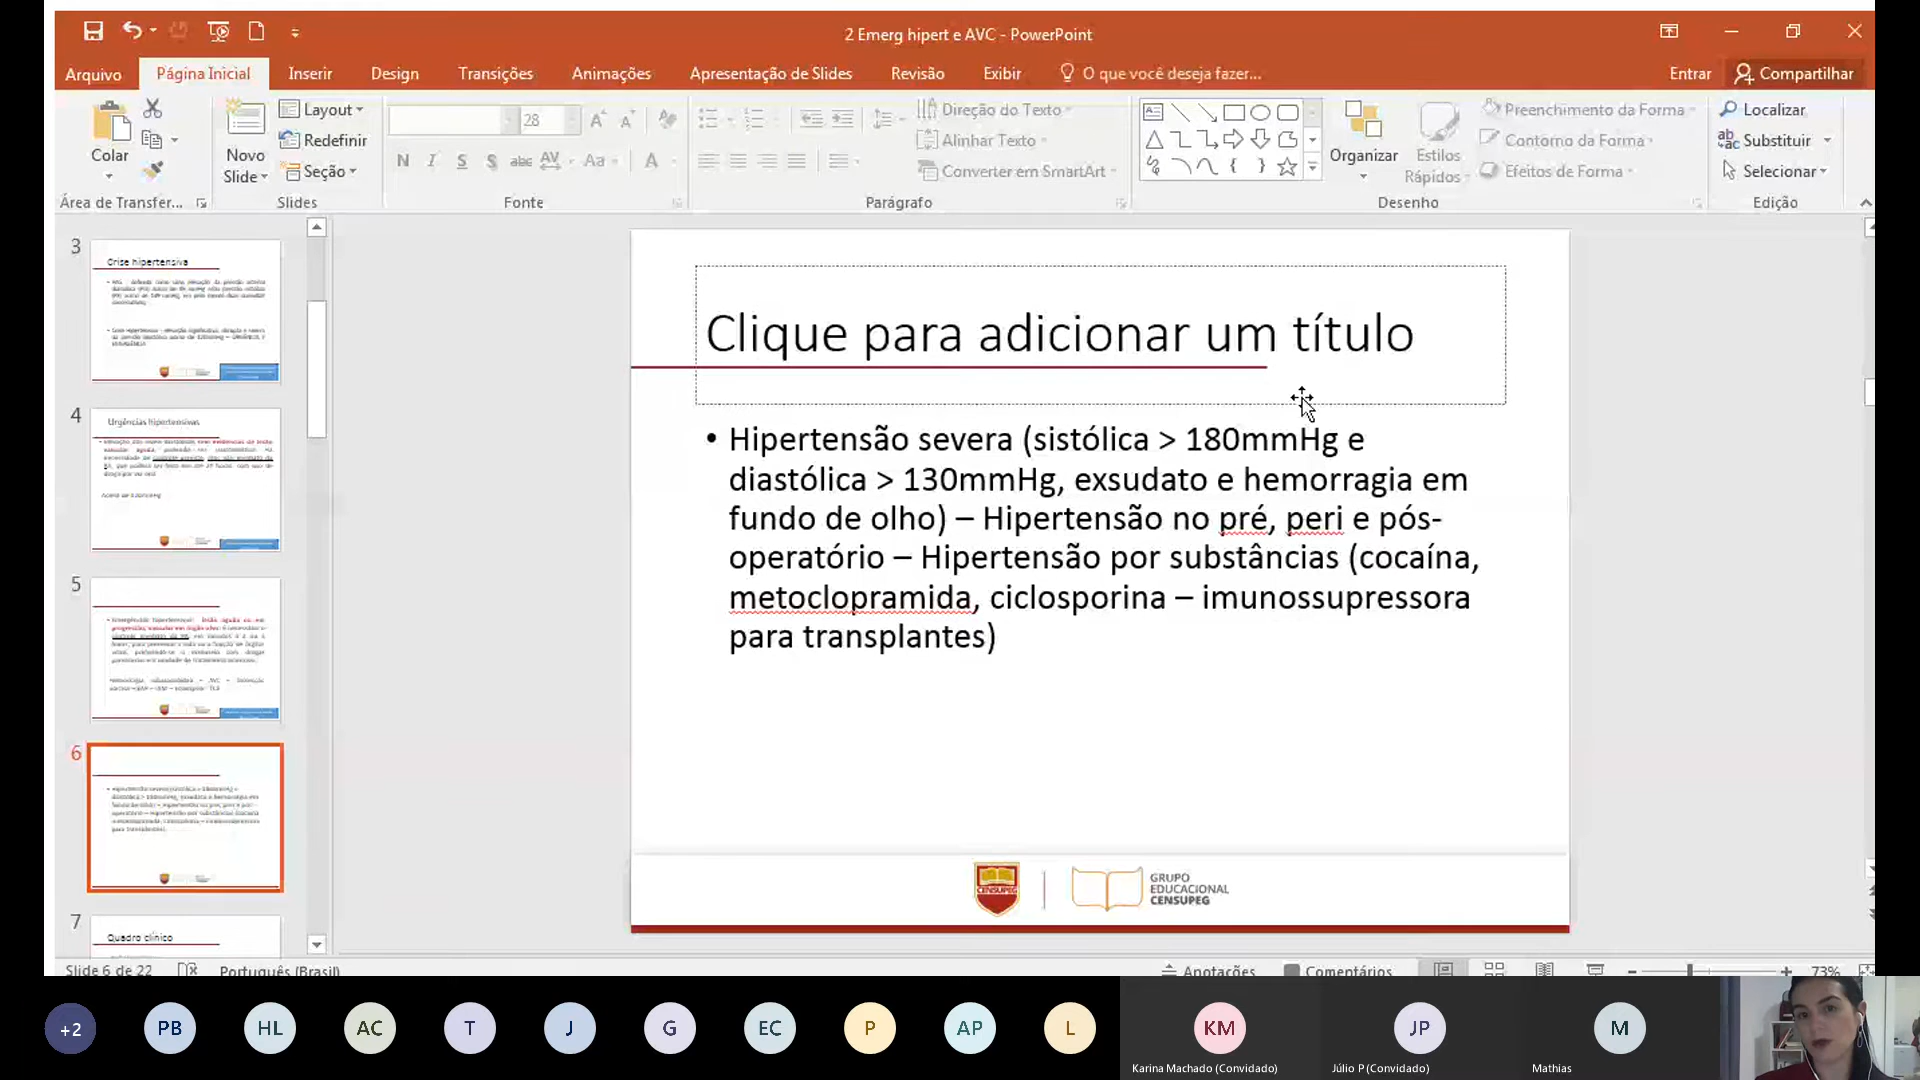 2 Emerg hipert e AVC - PowerPoint
Arquivo
Página Inicial
Inserir
Design
Transições
Animações
Apresentação de Slides
Revisão
Exibir
O que você deseja fazer...
Entrar
Compartilhar
Colar
Novo
Slide
Layout
Redefinir
Seção
28
N I S S abc AV Aa A
Direção do Texto
Alinhar Texto
Converter em SmartArt
Organizar
Estilos
Rápidos
Preenchimento da Forma
Contorno da Forma
Efeitos de Forma
Localizar
Substituir
Selecionar
Área de Transfer...
Slides
Fonte
Parágrafo
Desenho
Edição
3
Crise hipertensiva
4
Urgências hipertensivas
5
6
7
Quadro clínico
Clique para adicionar um título
• Hipertensão severa (sistólica > 180mmHg e
diastólica > 130mmHg, exsudato e hemorragia em
fundo de olho) – Hipertensão no pré, peri e pós-
operatório – Hipertensão por substâncias (cocaína,
metoclopramida, ciclosporina – imunossupressora
para transplantes)
CENSUPEG
GRUPO
EDUCACIONAL
CENSUPEG
Slide 6 de 22
Português (Brasil)
Anotações
Comentários
73%
+2
PB
HL
AC
T
J
G
EC
P
AP
L
KM
Karina Machado (Convidado)
JP
Júlio P (Convidado)
M
Mathias